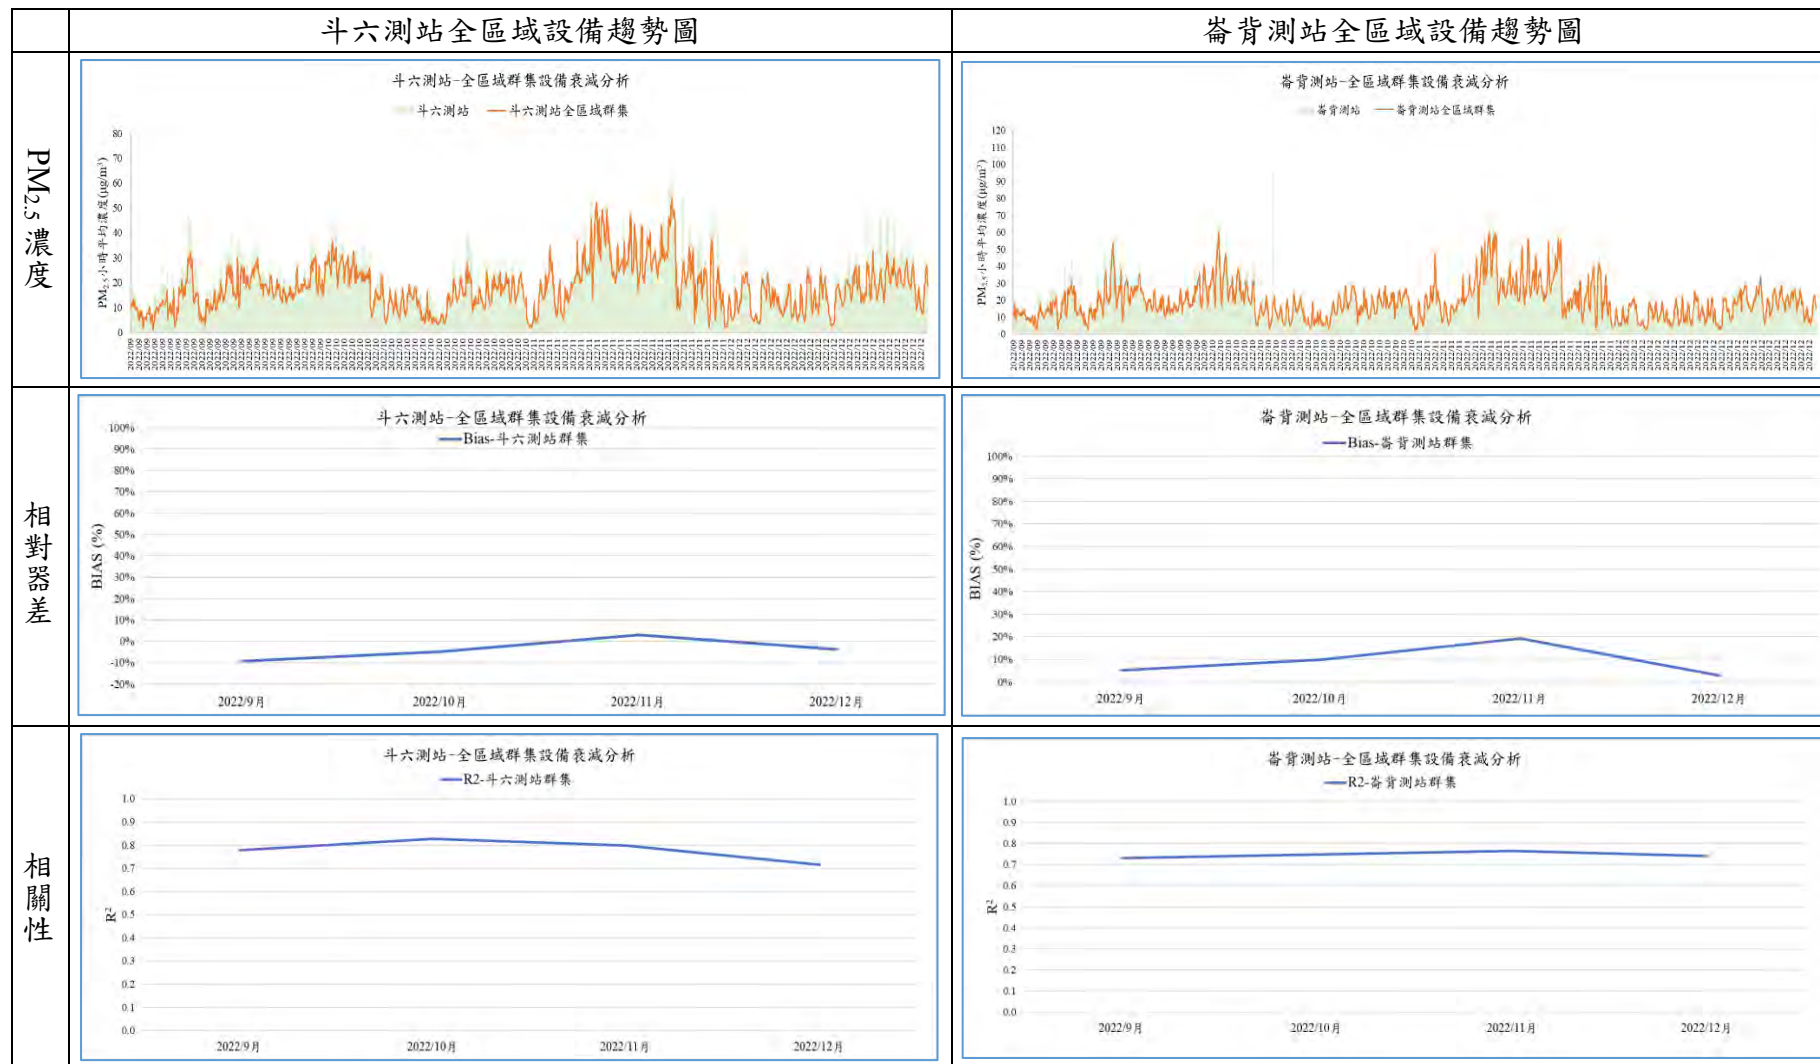 斗六測站全區域設備趨勢圖
崙背測站全區域設備趨勢圖
PM2.5濃度
斗六測站-全區域群集設備衰減分析
斗六測站 斗六測站全區域群集
PM2.5小時平均濃度(μg/m³)
80
70
60
50
40
30
20
10
0
崙背測站-全區域群集設備衰減分析
崙背測站 崙背測站全區域群集
PM2.5小時平均濃度(μg/m³)
120
110
100
90
80
70
60
50
40
30
20
10
0
相對器差
斗六測站-全區域群集設備衰減分析
Bias-斗六測站群集
BIAS (%)
100%
90%
80%
70%
60%
50%
40%
30%
20%
10%
0%
-10%
-20%
2022/9月 2022/10月 2022/11月 2022/12月
崙背測站-全區域群集設備衰減分析
Bias-崙背測站群集
BIAS (%)
100%
90%
80%
70%
60%
50%
40%
30%
20%
10%
0%
2022/9月 2022/10月 2022/11月 2022/12月
相關性
斗六測站-全區域群集設備衰減分析
R2-斗六測站群集
R²
1.0
0.9
0.8
0.7
0.6
0.5
0.4
0.3
0.2
0.1
0.0
2022/9月 2022/10月 2022/11月 2022/12月
崙背測站-全區域群集設備衰減分析
R2-崙背測站群集
R²
1.0
0.9
0.8
0.7
0.6
0.5
0.4
0.3
0.2
0.1
0.0
2022/9月 2022/10月 2022/11月 2022/12月